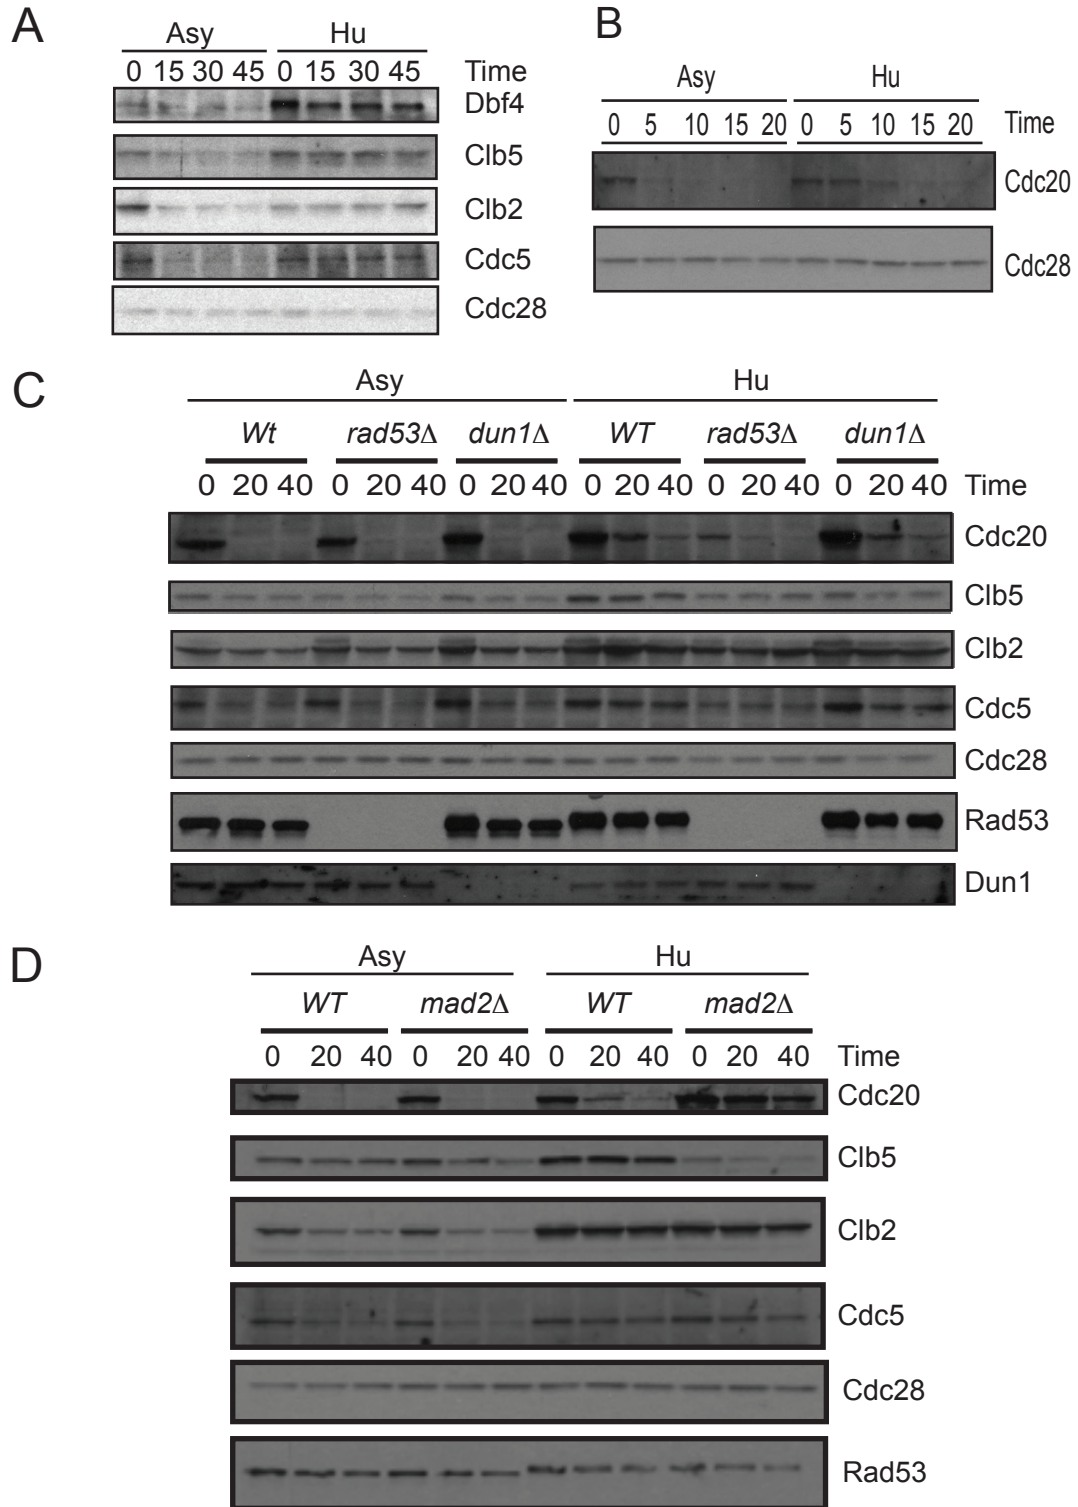 A
Asy Hu
0 15 30 45 0 15 30 45 Time
Dbf4
Clb5
Clb2
Cdc5
Cdc28
B
Asy Hu
0 5 10 15 20 0 5 10 15 20 Time
Cdc20
Cdc28
C
Asy Hu
Wt rad53Δ dun1Δ WT rad53Δ dun1Δ
0 20 40 0 20 40 0 20 40 0 20 40 0 20 40 0 20 40 Time
Cdc20
Clb5
Clb2
Cdc5
Cdc28
Rad53
Dun1
D
Asy Hu
WT mad2Δ WT mad2Δ
0 20 40 0 20 40 0 20 40 0 20 40 Time
Cdc20
Clb5
Clb2
Cdc5
Cdc28
Rad53